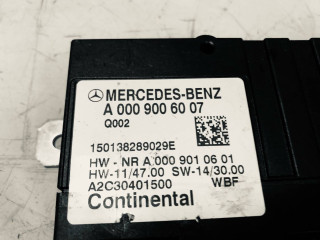 MERCEDES-BENZ
A 000 900 60 07
Q002
150138289029E
HW - NR A 000 901 06 01
HW-11/47.00 SW-14/30.00
A2C30401500 WBF
Continental